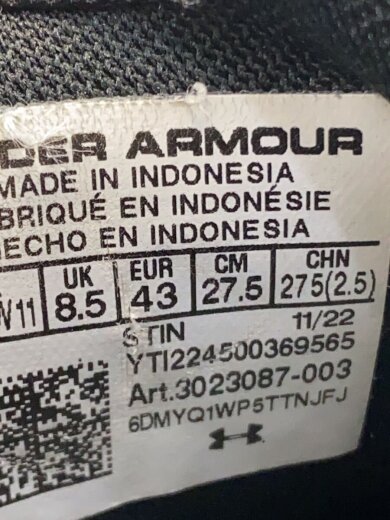 DER ARMOUR
MADE IN INDONESIA
BRIQUÉ EN INDONÉSIE
ECHO EN INDONESIA
UK EUR CM CHN
W11 8.5 43 27.5 275(2.5)
STIN 11/22
YTI224500369565
Art.3023087-003
6DMYQ1WP5TTNJFJ